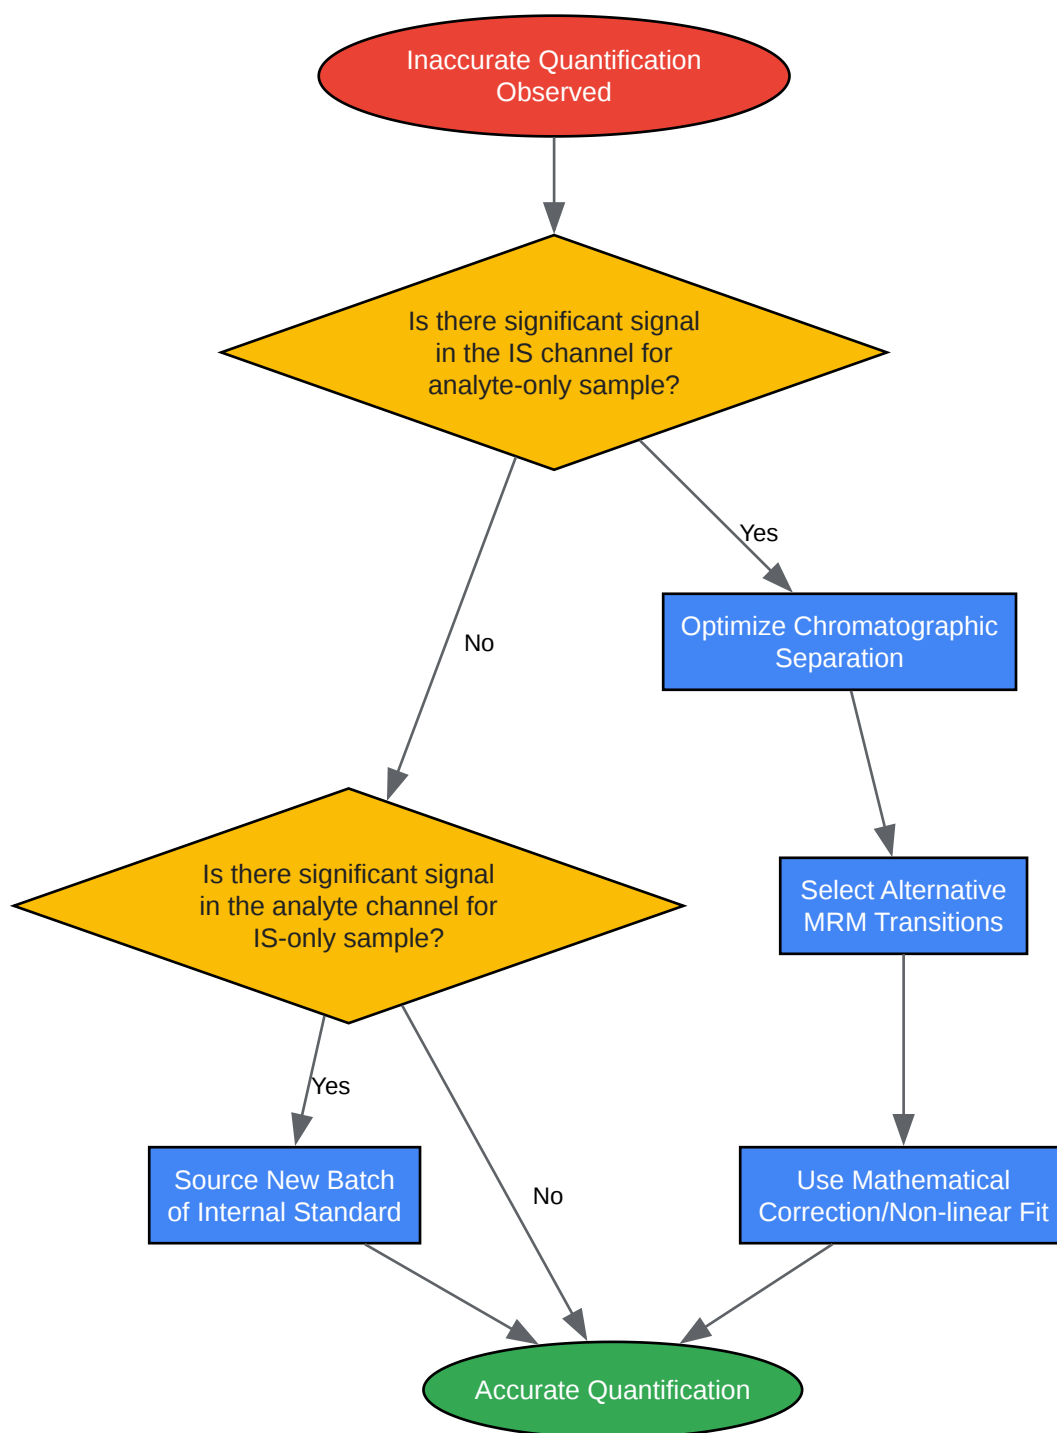 Inaccurate Quantification
Observed
Is there significant signal
in the IS channel for
analyte-only sample?
Yes
Optimize Chromatographic
Separation
No
Is there significant signal
in the analyte channel for
IS-only sample?
Select Alternative
MRM Transitions
Yes
Source New Batch
of Internal Standard
No
Use Mathematical
Correction/Non-linear Fit
Accurate Quantification